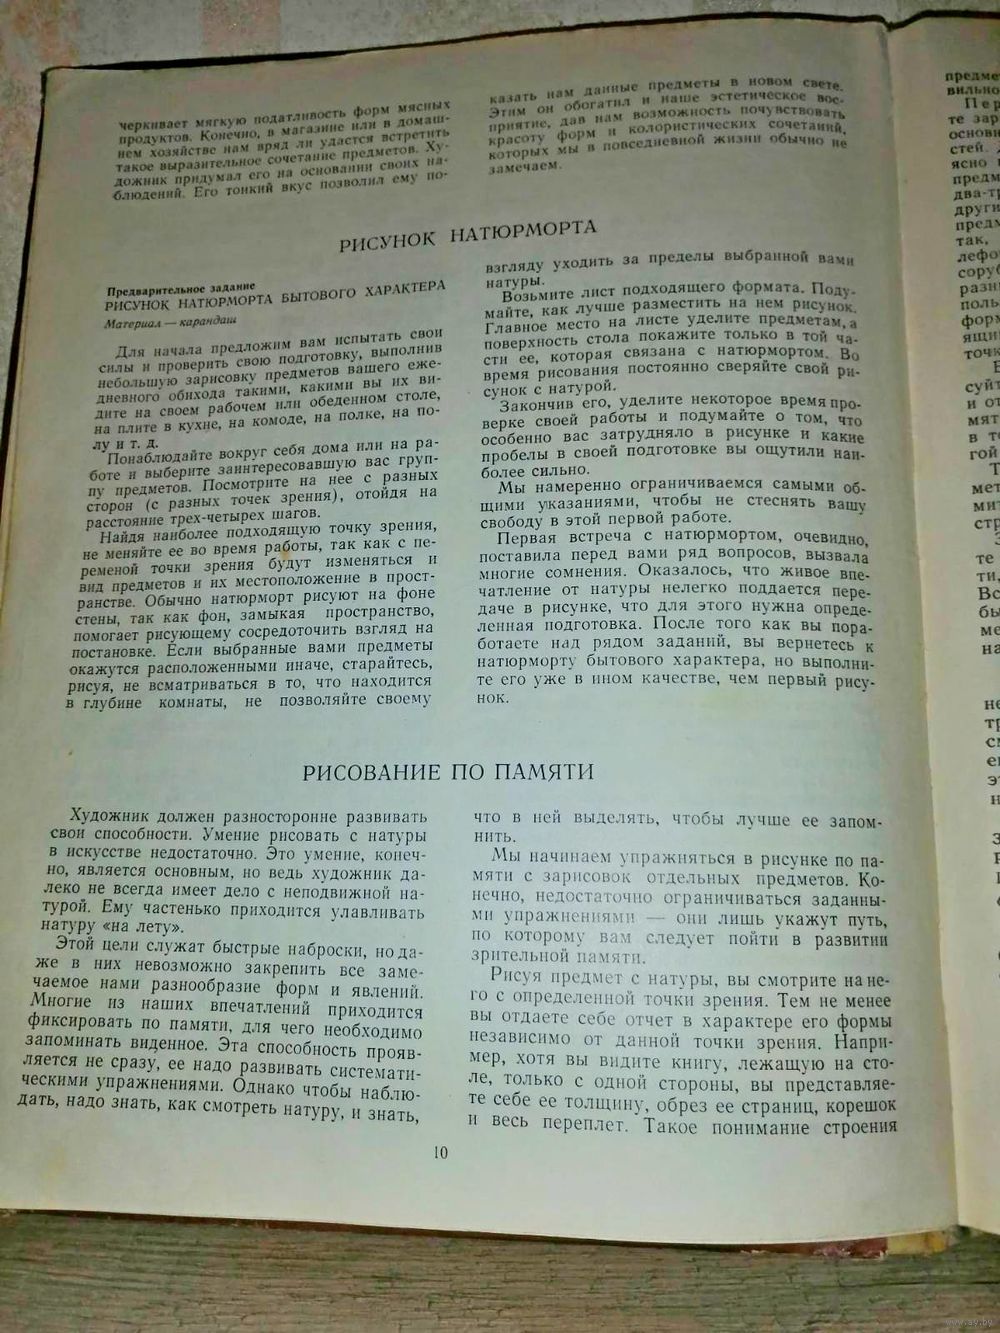 черкивает мягкую податливость форм мясных
продуктов. Конечно, в магазине или в домаш-
нем хозяйстве нам вряд ли удастся встретить
такое выразительное сочетание предметов. Ху-
дожник придумал его на основании своих на-
блюдений. Его тонкий вкус позволил ему по-
казать нам данные предметы в новом свете.
Этим он обогатил и наше эстетическое вос-
приятие, дав нам возможность почувствовать
красоту форм и колористических сочетаний,
которых мы в повседневной жизни обычно не
замечаем.
РИСУНОК НАТЮРМОРТА
Предварительное задание
РИСУНОК НАТЮРМОРТА БЫТОВОГО ХАРАКТЕРА
Материал — карандаш
Для начала предложим вам испытать свои
силы и проверить свою подготовку, выполнив
небольшую зарисовку предметов вашего еже-
дневного обихода такими, какими вы их ви-
дите на своем рабочем или обеденном столе,
на плите в кухне, на комоде, на полке, на по-
лу и т. д.
Понаблюдайте вокруг себя дома или на ра-
боте и выберите заинтересовавшую вас груп-
пу предметов. Посмотрите на нее с разных
сторон (с разных точек зрения), отойдя на
расстояние трех-четырех шагов.
Найдя наиболее подходящую точку зрения,
не меняйте ее во время работы, так как с пе-
ременой точки зрения будут изменяться и
вид предметов и их местоположение в прост-
ранстве. Обычно натюрморт рисуют на фоне
стены, так как фон, замыкая пространство,
помогает рисующему сосредоточить взгляд на
постановке. Если выбранные вами предметы
окажутся расположенными иначе, старайтесь,
рисуя, не всматриваться в то, что находится
в глубине комнаты, не позволяйте своему
взгляду уходить за пределы выбранной вами
натуры.
Возьмите лист подходящего формата. Поду-
майте, как лучше разместить на нем рисунок.
Главное место на листе уделите предметам, а
поверхность стола покажите только в той ча-
сти ее, которая связана с натюрмортом. Во
время рисования постоянно сверяйте свой ри-
сунок с натурой.
Закончив его, уделите некоторое время про-
верке своей работы и подумайте о том, что
особенно вас затрудняло в рисунке и какие
пробелы в своей подготовке вы ощутили наи-
более сильно.
Мы намеренно ограничиваемся самыми об-
щими указаниями, чтобы не стеснять вашу
свободу в этой первой работе.
Первая встреча с натюрмортом, очевидно,
поставила перед вами ряд вопросов, вызвала
многие сомнения. Оказалось, что живое впе-
чатление от натуры нелегко поддается пере-
даче в рисунке, что для этого нужна опреде-
ленная подготовка. После того как вы пора-
ботаете над рядом заданий, вы вернетесь к
натюрморту бытового характера, но выполни-
те его уже в ином качестве, чем первый рису-
нок.
РИСОВАНИЕ ПО ПАМЯТИ
Художник должен разносторонне развивать
свои способности. Умение рисовать с натуры
в искусстве недостаточно. Это умение, конеч-
но, является основным, но ведь художник да-
леко не всегда имеет дело с неподвижной на-
турой. Ему частенько приходится улавливать
натуру «на лету».
Этой цели служат быстрые наброски, но да-
же в них невозможно закрепить все заме-
чаемое нами разнообразие форм и явлений.
Многие из наших впечатлений приходится
фиксировать по памяти, для чего необходимо
запоминать виденное. Эта способность прояв-
ляется не сразу, ее надо развивать системати-
ческими упражнениями. Однако чтобы наблю-
дать, надо знать, как смотреть натуру, и знать,
что в ней выделять, чтобы лучше ее запом-
нить.
Мы начинаем упражняться в рисунке по па-
мяти с зарисовок отдельных предметов. Ко-
нечно, недостаточно ограничиваться заданны-
ми упражнениями — они лишь укажут путь,
по которому вам следует пойти в развитии
зрительной памяти.
Рисуя предмет с натуры, вы смотрите на не-
го с определенной точки зрения. Тем не менее
вы отдаете себе отчет в характере его формы
независимо от данной точки зрения. Напри-
мер, хотя вы видите книгу, лежащую на сто-
ле, только с одной стороны, вы представляе-
те себе ее толщину, обрез ее страниц, корешок
и весь переплет. Такое понимание строения
10
www.ay.by